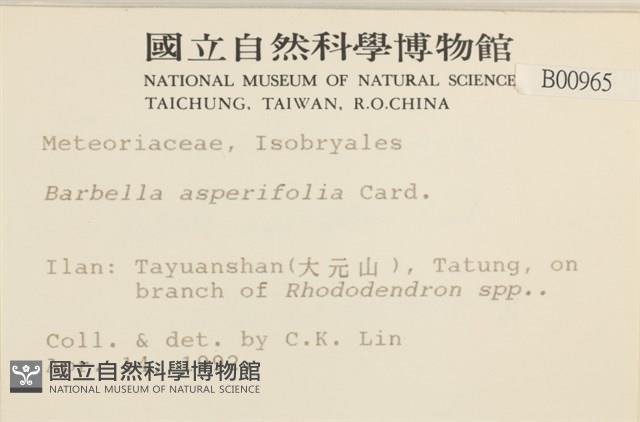 國立自然科學博物館
NATIONAL MUSEUM OF NATURAL SCIENCE
B00965
TAICHUNG, TAIWAN, R.O.CHINA
Meteoriaceae, Isobryales
Barbella asperifolia Card.
Ilan: Tayuanshan(大元山), Tatung, on
branch of Rhododendron spp..
Coll. & det. by C.K. Lin
國立自然科學博物館
NATIONAL MUSEUM OF NATURAL SCIENCE